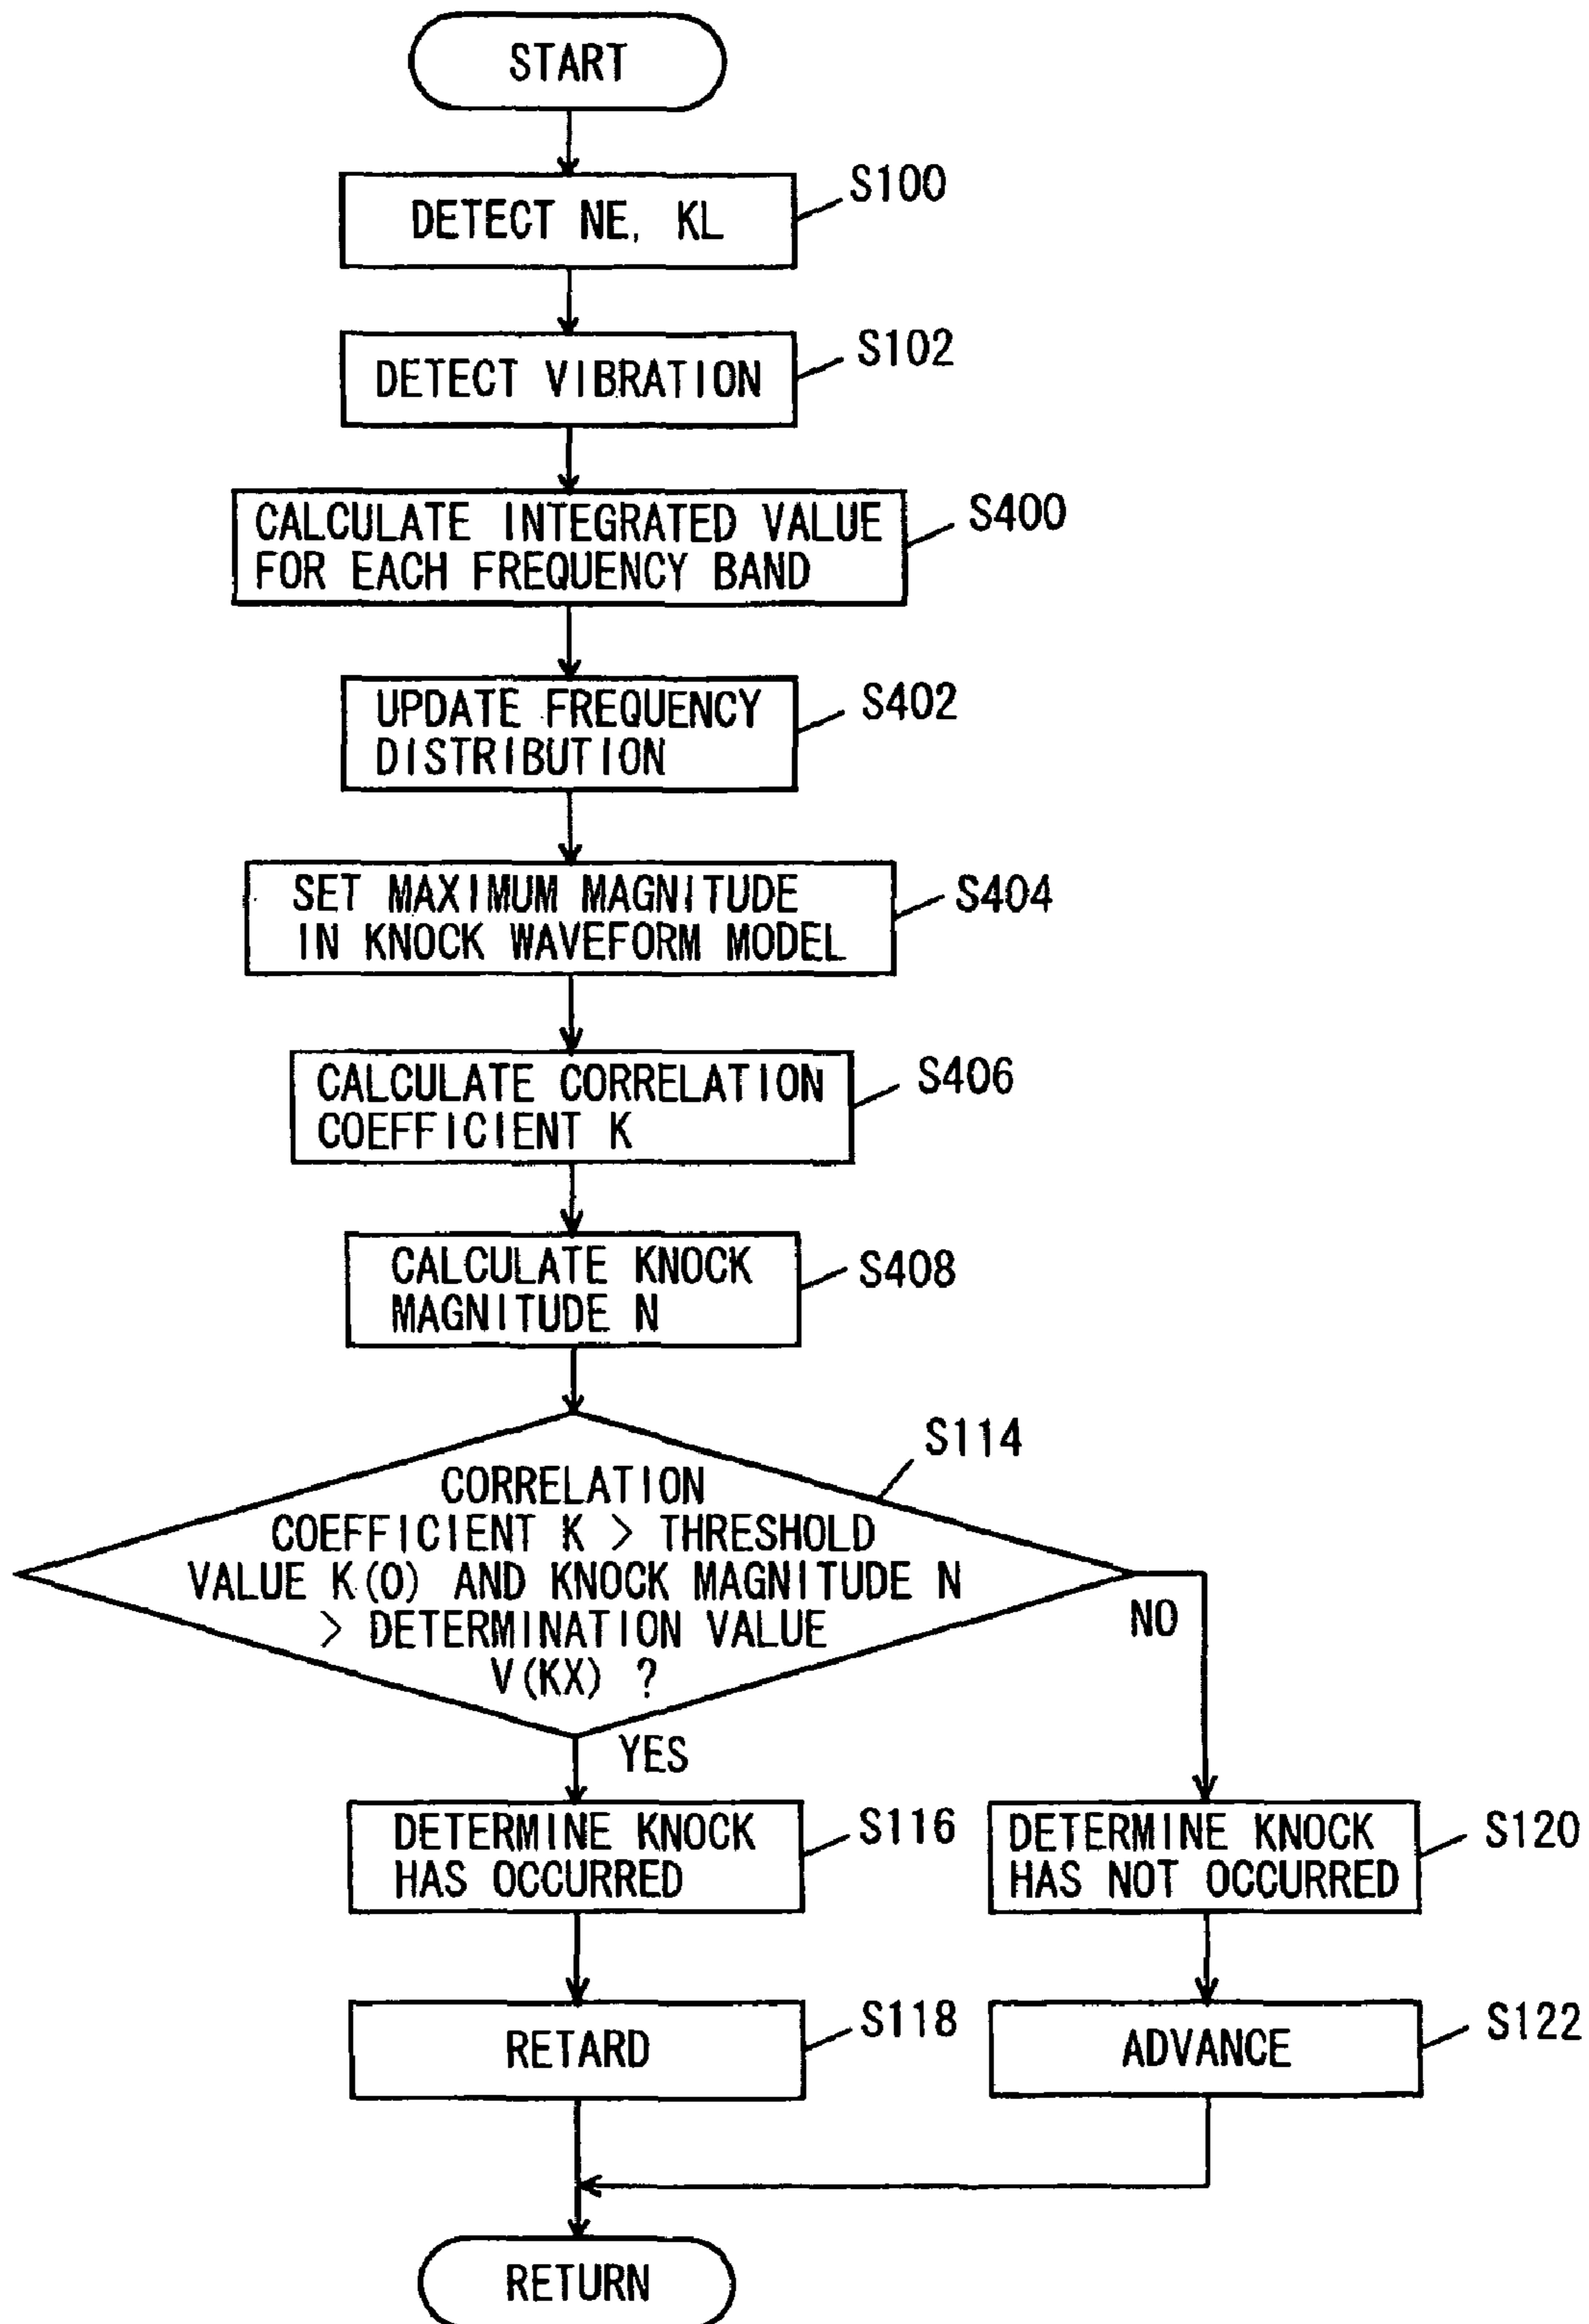 START
DETECT NE, KL
S100
DETECT VIBRATION
S102
CALCULATE INTEGRATED VALUE
FOR EACH FREQUENCY BAND
S400
UPDATE FREQUENCY
DISTRIBUTION
S402
SET MAXIMUM MAGNITUDE
IN KNOCK WAVEFORM MODEL
S404
CALCULATE CORRELATION
COEFFICIENT K
S406
CALCULATE KNOCK
MAGNITUDE N
S408
S114
CORRELATION
COEFFICIENT K > THRESHOLD
VALUE K(0) AND KNOCK MAGNITUDE N
> DETERMINATION VALUE
V(KX) ?
NO
YES
DETERMINE KNOCK
HAS OCCURRED
S116
DETERMINE KNOCK
HAS NOT OCCURRED
S120
RETARD
S118
ADVANCE
S122
RETURN